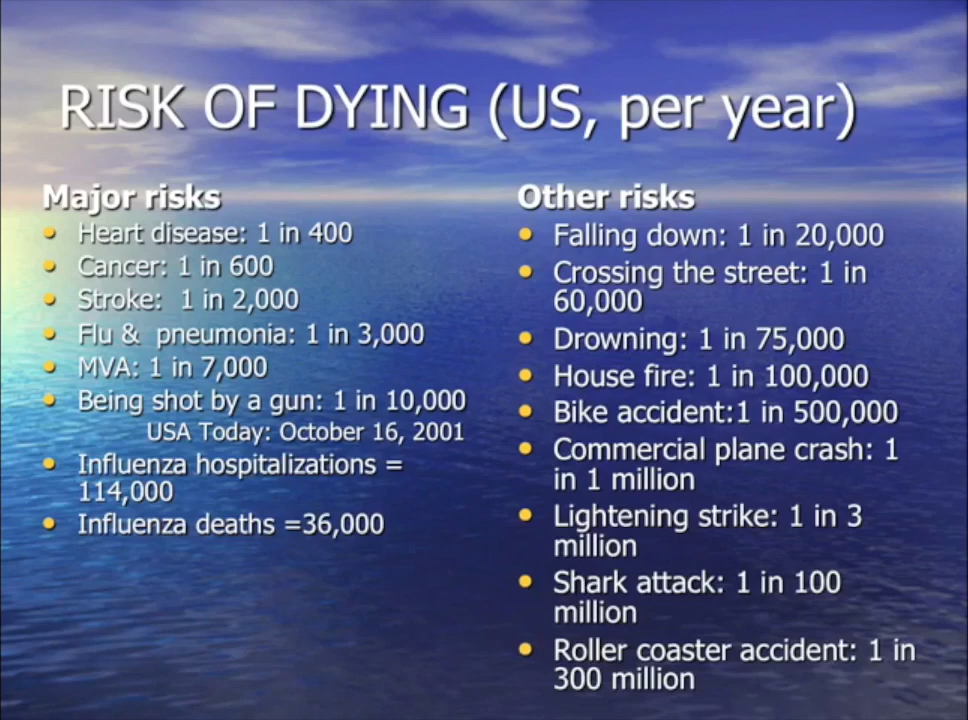 RISK OF DYING (US, per year)
Major risks
• Heart disease: 1 in 400
• Cancer: 1 in 600
• Stroke:  1 in 2,000
• Flu &  pneumonia: 1 in 3,000
• MVA: 1 in 7,000
• Being shot by a gun: 1 in 10,000
USA Today: October 16, 2001
• Influenza hospitalizations =
114,000
• Influenza deaths =36,000
Other risks
• Falling down: 1 in 20,000
• Crossing the street: 1 in
60,000
• Drowning: 1 in 75,000
• House fire: 1 in 100,000
• Bike accident:1 in 500,000
• Commercial plane crash: 1
in 1 million
• Lightening strike: 1 in 3
million
• Shark attack: 1 in 100
million
• Roller coaster accident: 1 in
300 million